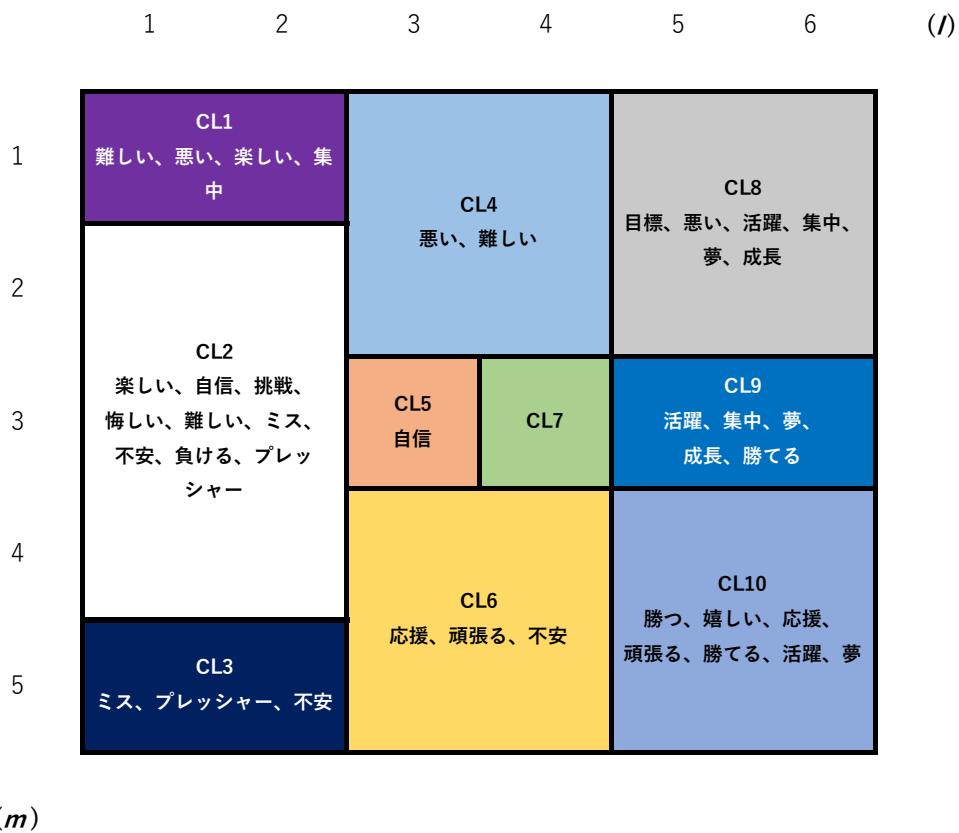 1 2 3 4 5 6 (l)
1
2
3
4
5
(m)
CL1
難しい、悪い、楽しい、集
中
CL2
楽しい、自信、挑戦、
悔しい、難しい、ミス、
不安、負ける、プレッ
シャー
CL3
ミス、プレッシャー、不安
CL4
悪い、難しい
CL5
自信
CL7
CL6
応援、頑張る、不安
CL8
目標、悪い、活躍、集中、
夢、成長
CL9
活躍、集中、夢、
成長、勝てる
CL10
勝つ、嬉しい、応援、
頑張る、勝てる、活躍、夢